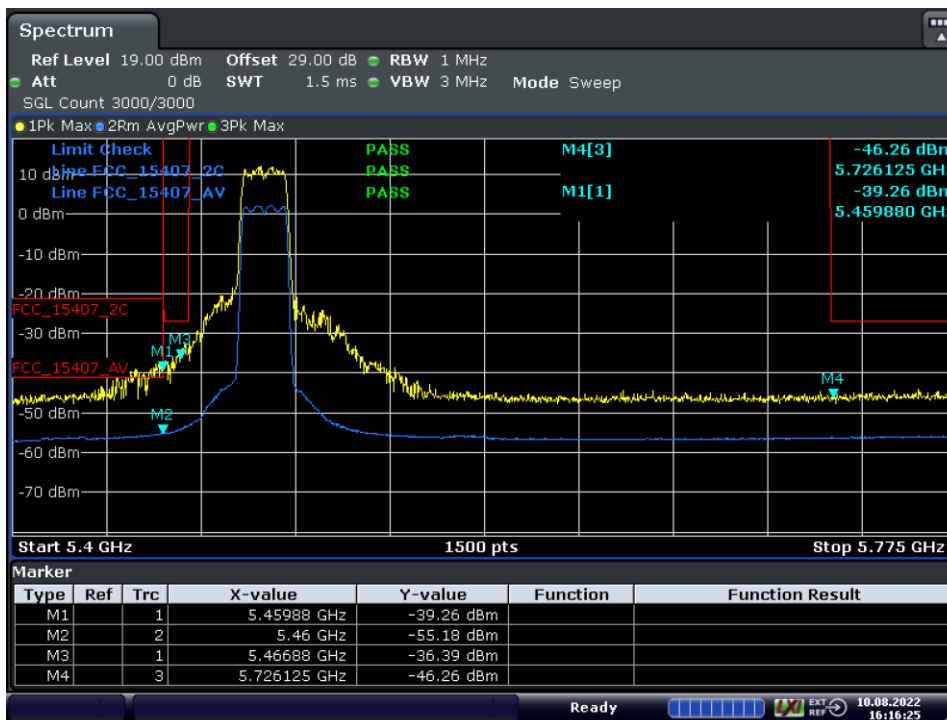 Spectrum
Ref Level 19.00 dBm Offset 29.00 dB RBW 1 MHz
Att 0 dB SWT 1.5 ms VBW 3 MHz Mode Sweep
SGL Count 3000/3000
1Pk Max 2Rm AvgPwr 3Pk Max
Limit Check PASS M4[3] -46.26 dBm
10 dBm Line FCC_15407_2C PASS 5.726125 GHz
Line FCC_15407_AV PASS M1[1] -39.26 dBm
0 dBm 5.459880 GHz
-10 dBm
-20 dBm
FCC_15407_2C
-30 dBm
M3
M1
FCC_15407_AV
M4
-50 dBm
M2
-60 dBm
-70 dBm
Start 5.4 GHz 1500 pts Stop 5.775 GHz
Marker
Type Ref Trc X-value Y-value Function Function Result
M1 1 5.45988 GHz -39.26 dBm
M2 2 5.46 GHz -55.18 dBm
M3 1 5.46688 GHz -36.39 dBm
M4 3 5.726125 GHz -46.26 dBm
Ready LXI EXT REF 10.08.2022
16:16:25